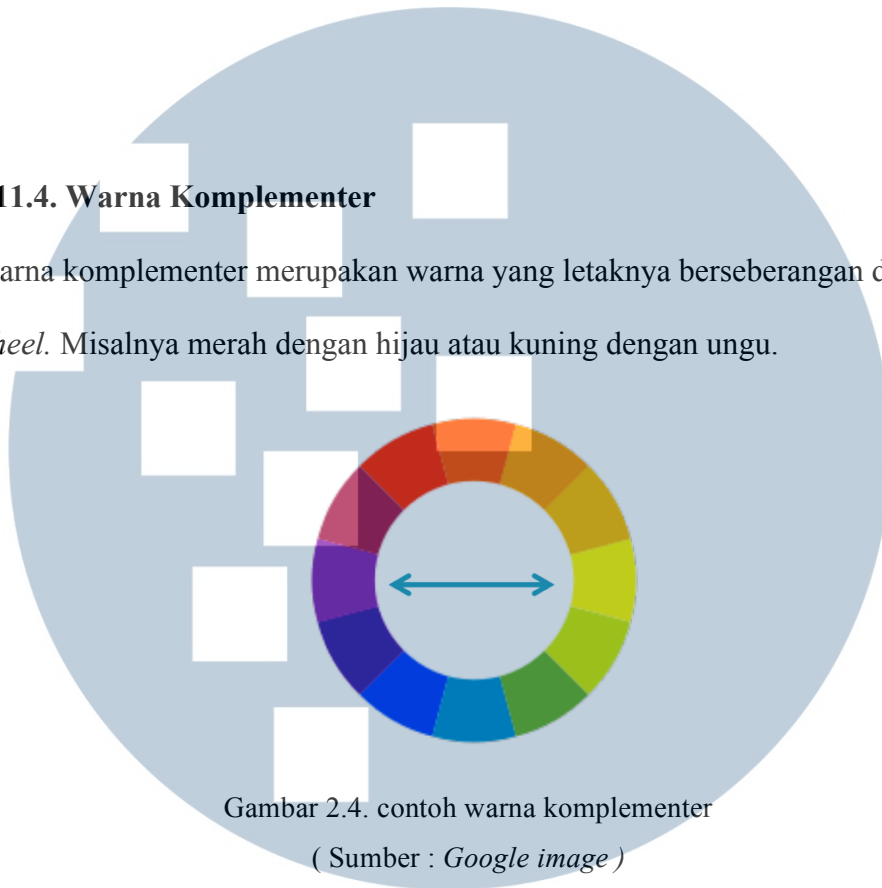 11.4. Warna Komplementer
arna komplementer merupakan warna yang letaknya berseberangan d
heel. Misalnya merah dengan hijau atau kuning dengan ungu.
Gambar 2.4. contoh warna komplementer
( Sumber : Google image )